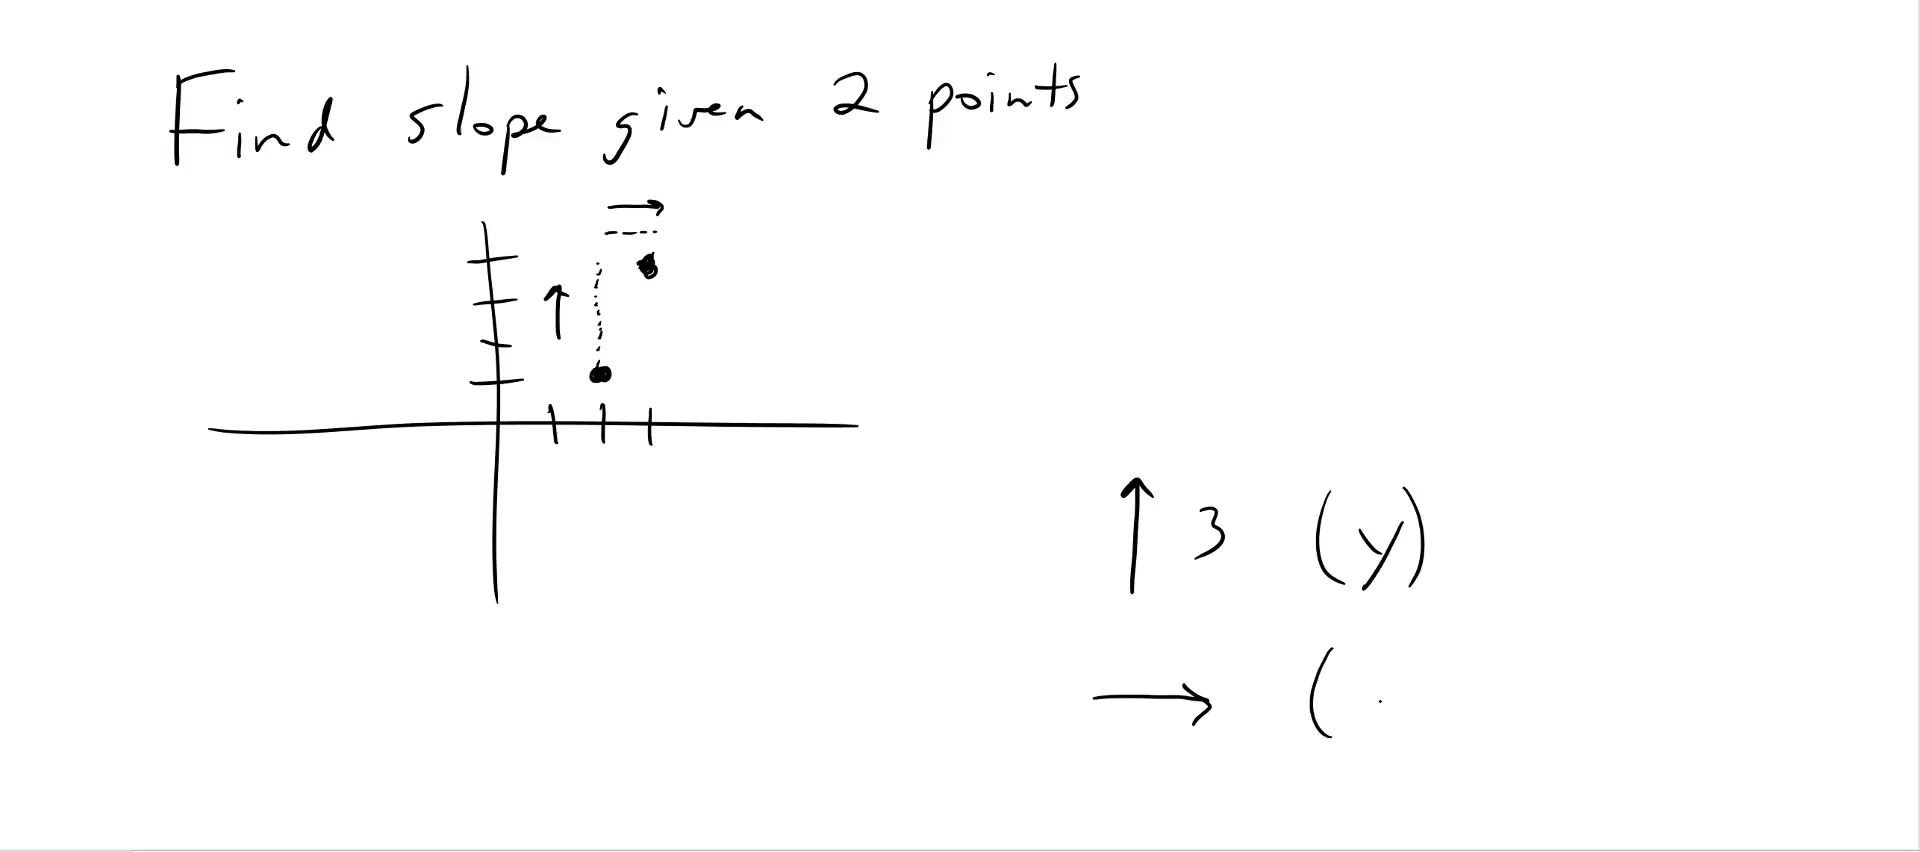 Find slope given 2 points
↑ 3 (y)
→ (